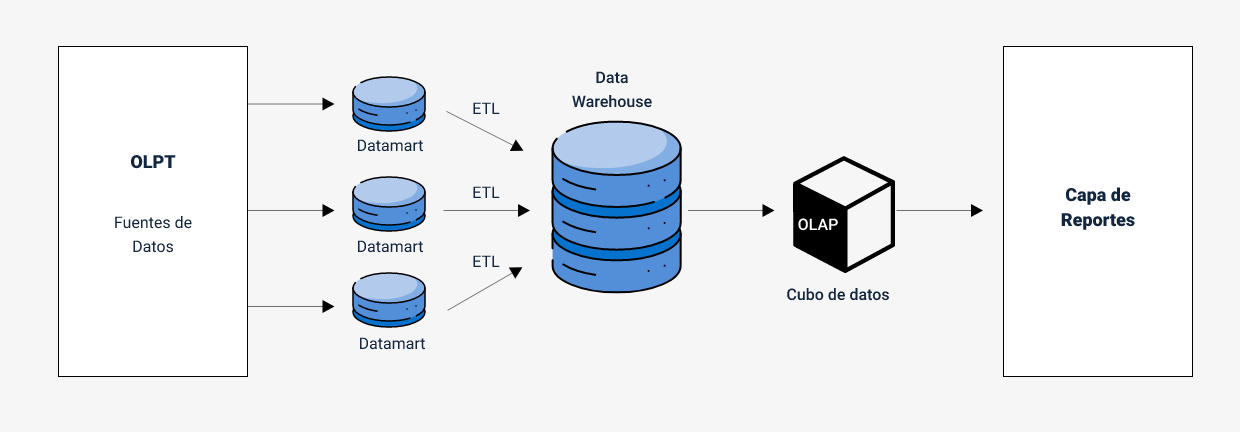 OLPT
Fuentes de
Datos
Datamart
Datamart
Datamart
ETL
ETL
ETL
Data
Warehouse
OLAP
Cubo de datos
Capa de
Reportes